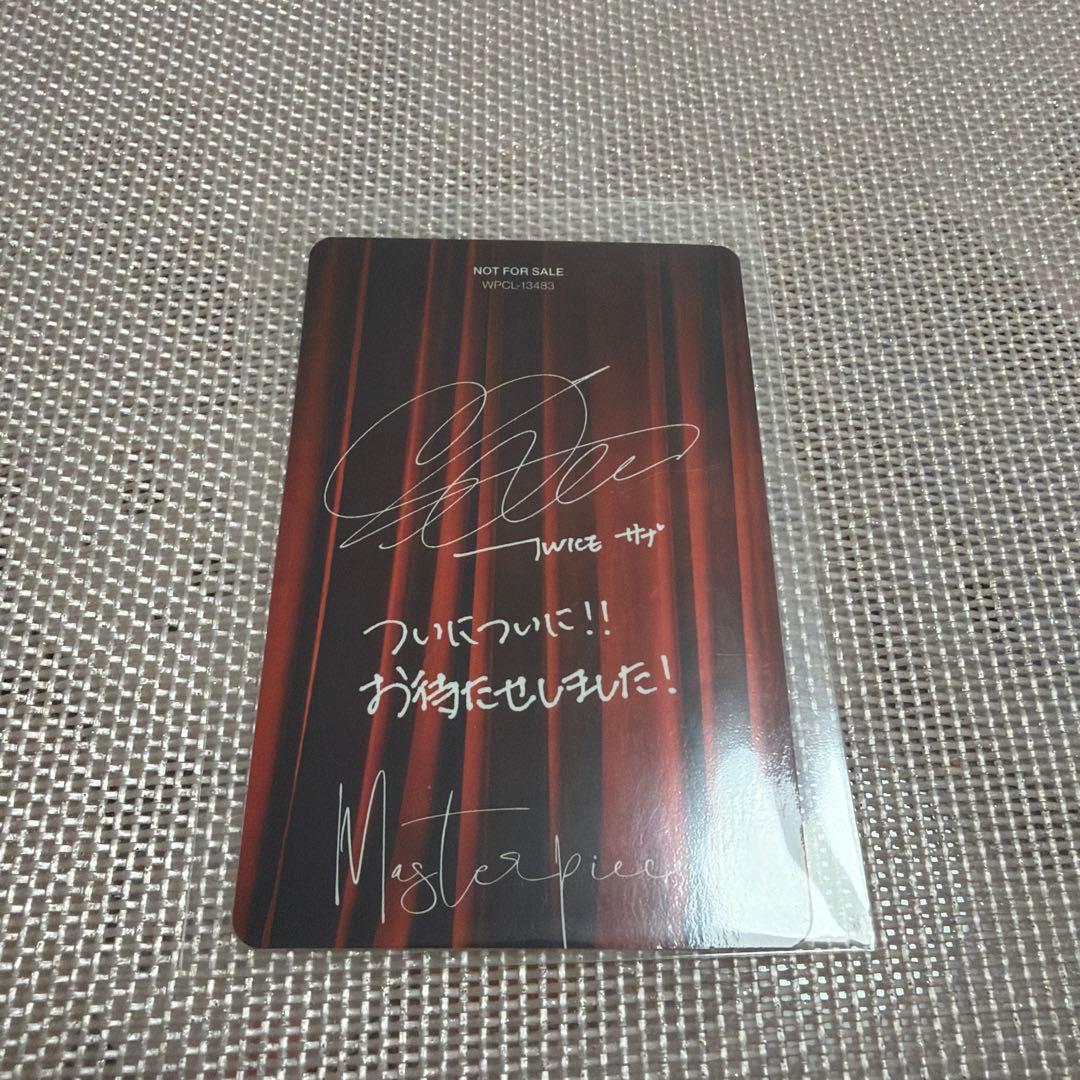 NOT FOR SALE
WPCL-13483
TWICE サナ
ついについに!!
お待たせしました!
Masterpiece